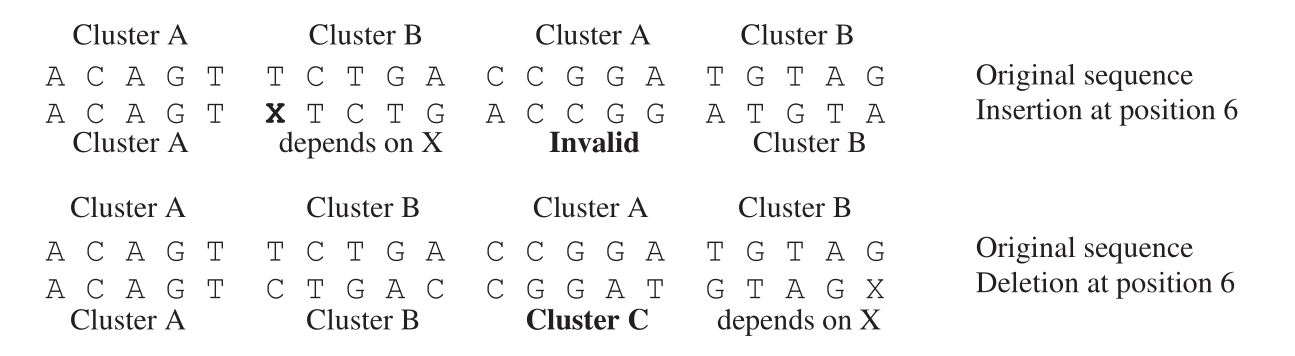 Cluster A Cluster B Cluster A Cluster B
A C A G T T C T G A C C G G A T G T A G Original sequence
A C A G T X T C T G A C C G G A T G T A Insertion at position 6
Cluster A depends on X Invalid Cluster B
Cluster A Cluster B Cluster A Cluster B
A C A G T T C T G A C C G G A T G T A G Original sequence
A C A G T C T G A C C G G A T G T A G X Deletion at position 6
Cluster A Cluster B Cluster C depends on X